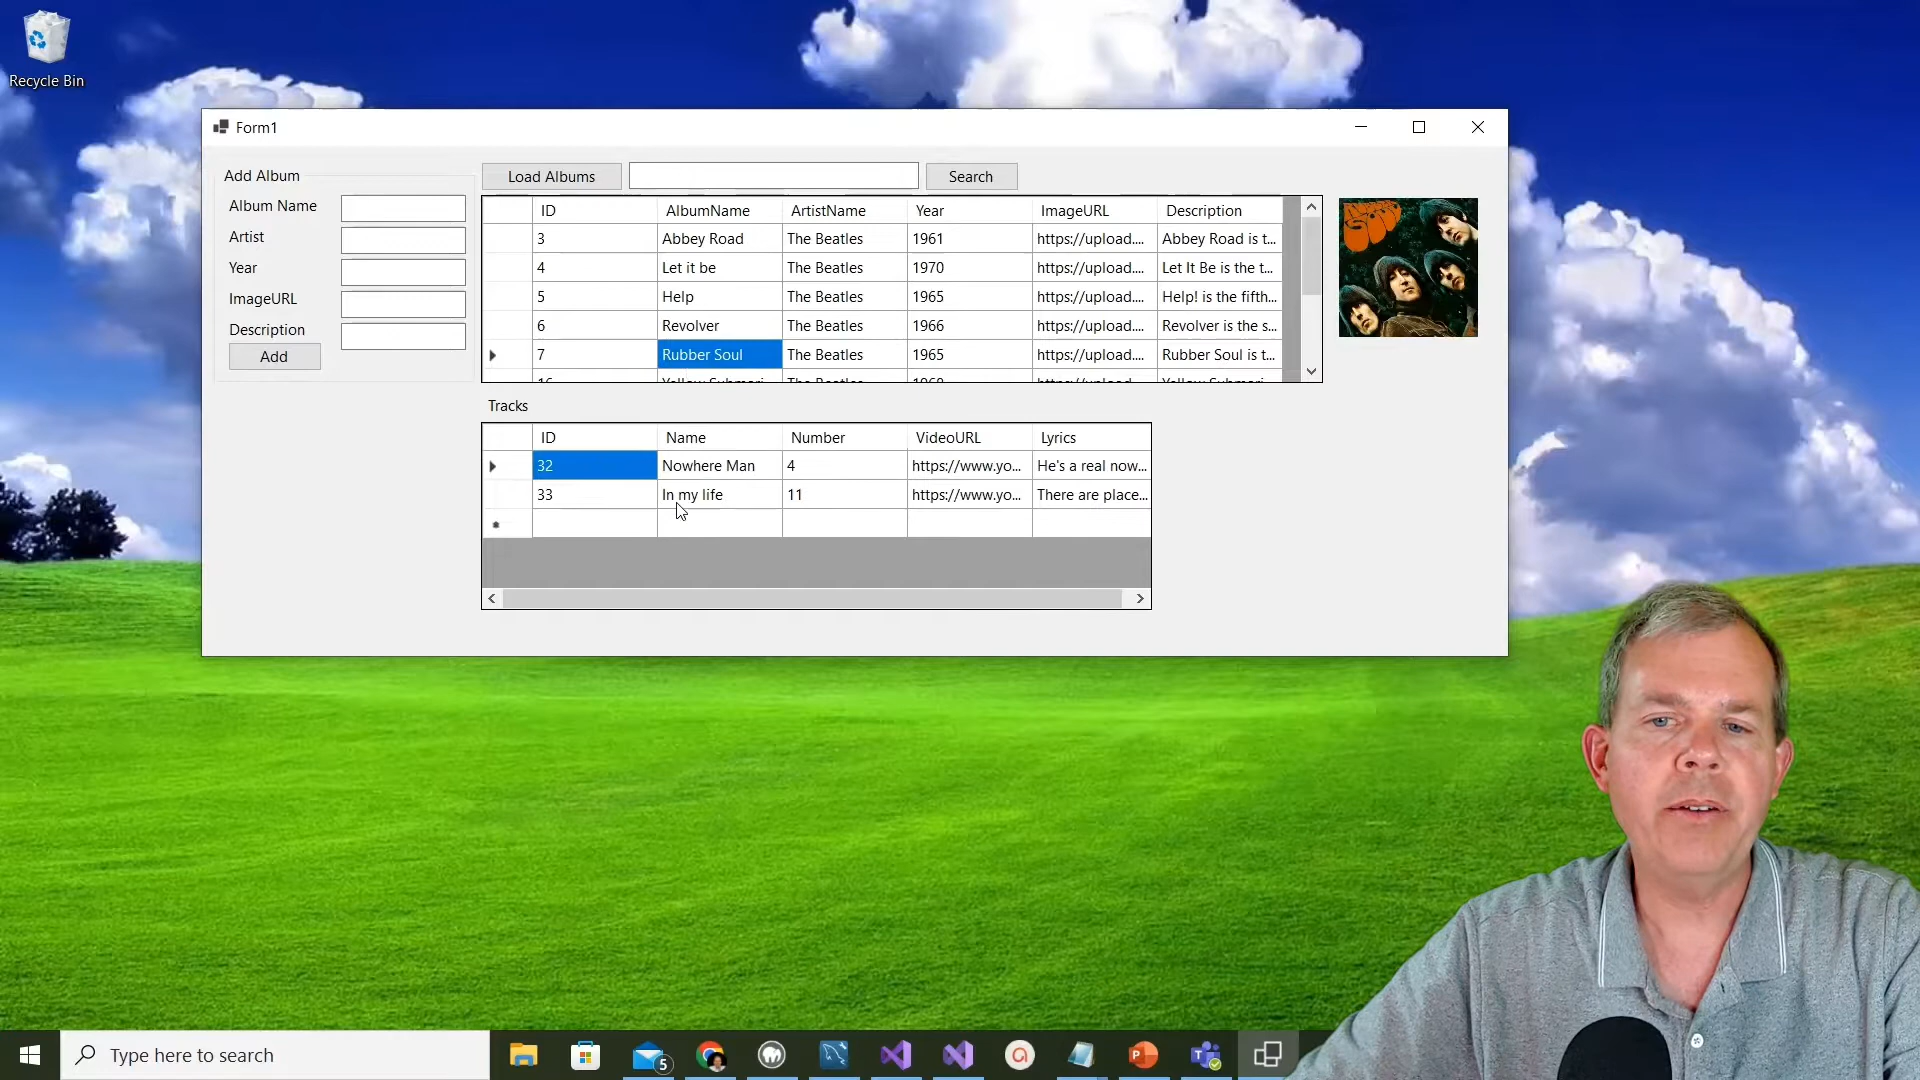 Recycle Bin
Form1
Add Album
Album Name
Artist
Year
ImageURL
Description
Add
Load Albums
Search
ID AlbumName ArtistName Year ImageURL Description
3 Abbey Road The Beatles 1961 https://upload.... Abbey Road is t...
4 Let it be The Beatles 1970 https://upload.... Let It Be is the t...
5 Help The Beatles 1965 https://upload.... Help! is the fifth...
6 Revolver The Beatles 1966 https://upload.... Revolver is the s...
7 Rubber Soul The Beatles 1965 https://upload.... Rubber Soul is t...
Tracks
ID Name Number VideoURL Lyrics
32 Nowhere Man 4 https://www.yo... He's a real now...
33 In my life 11 https://www.yo... There are place...
Type here to search
5